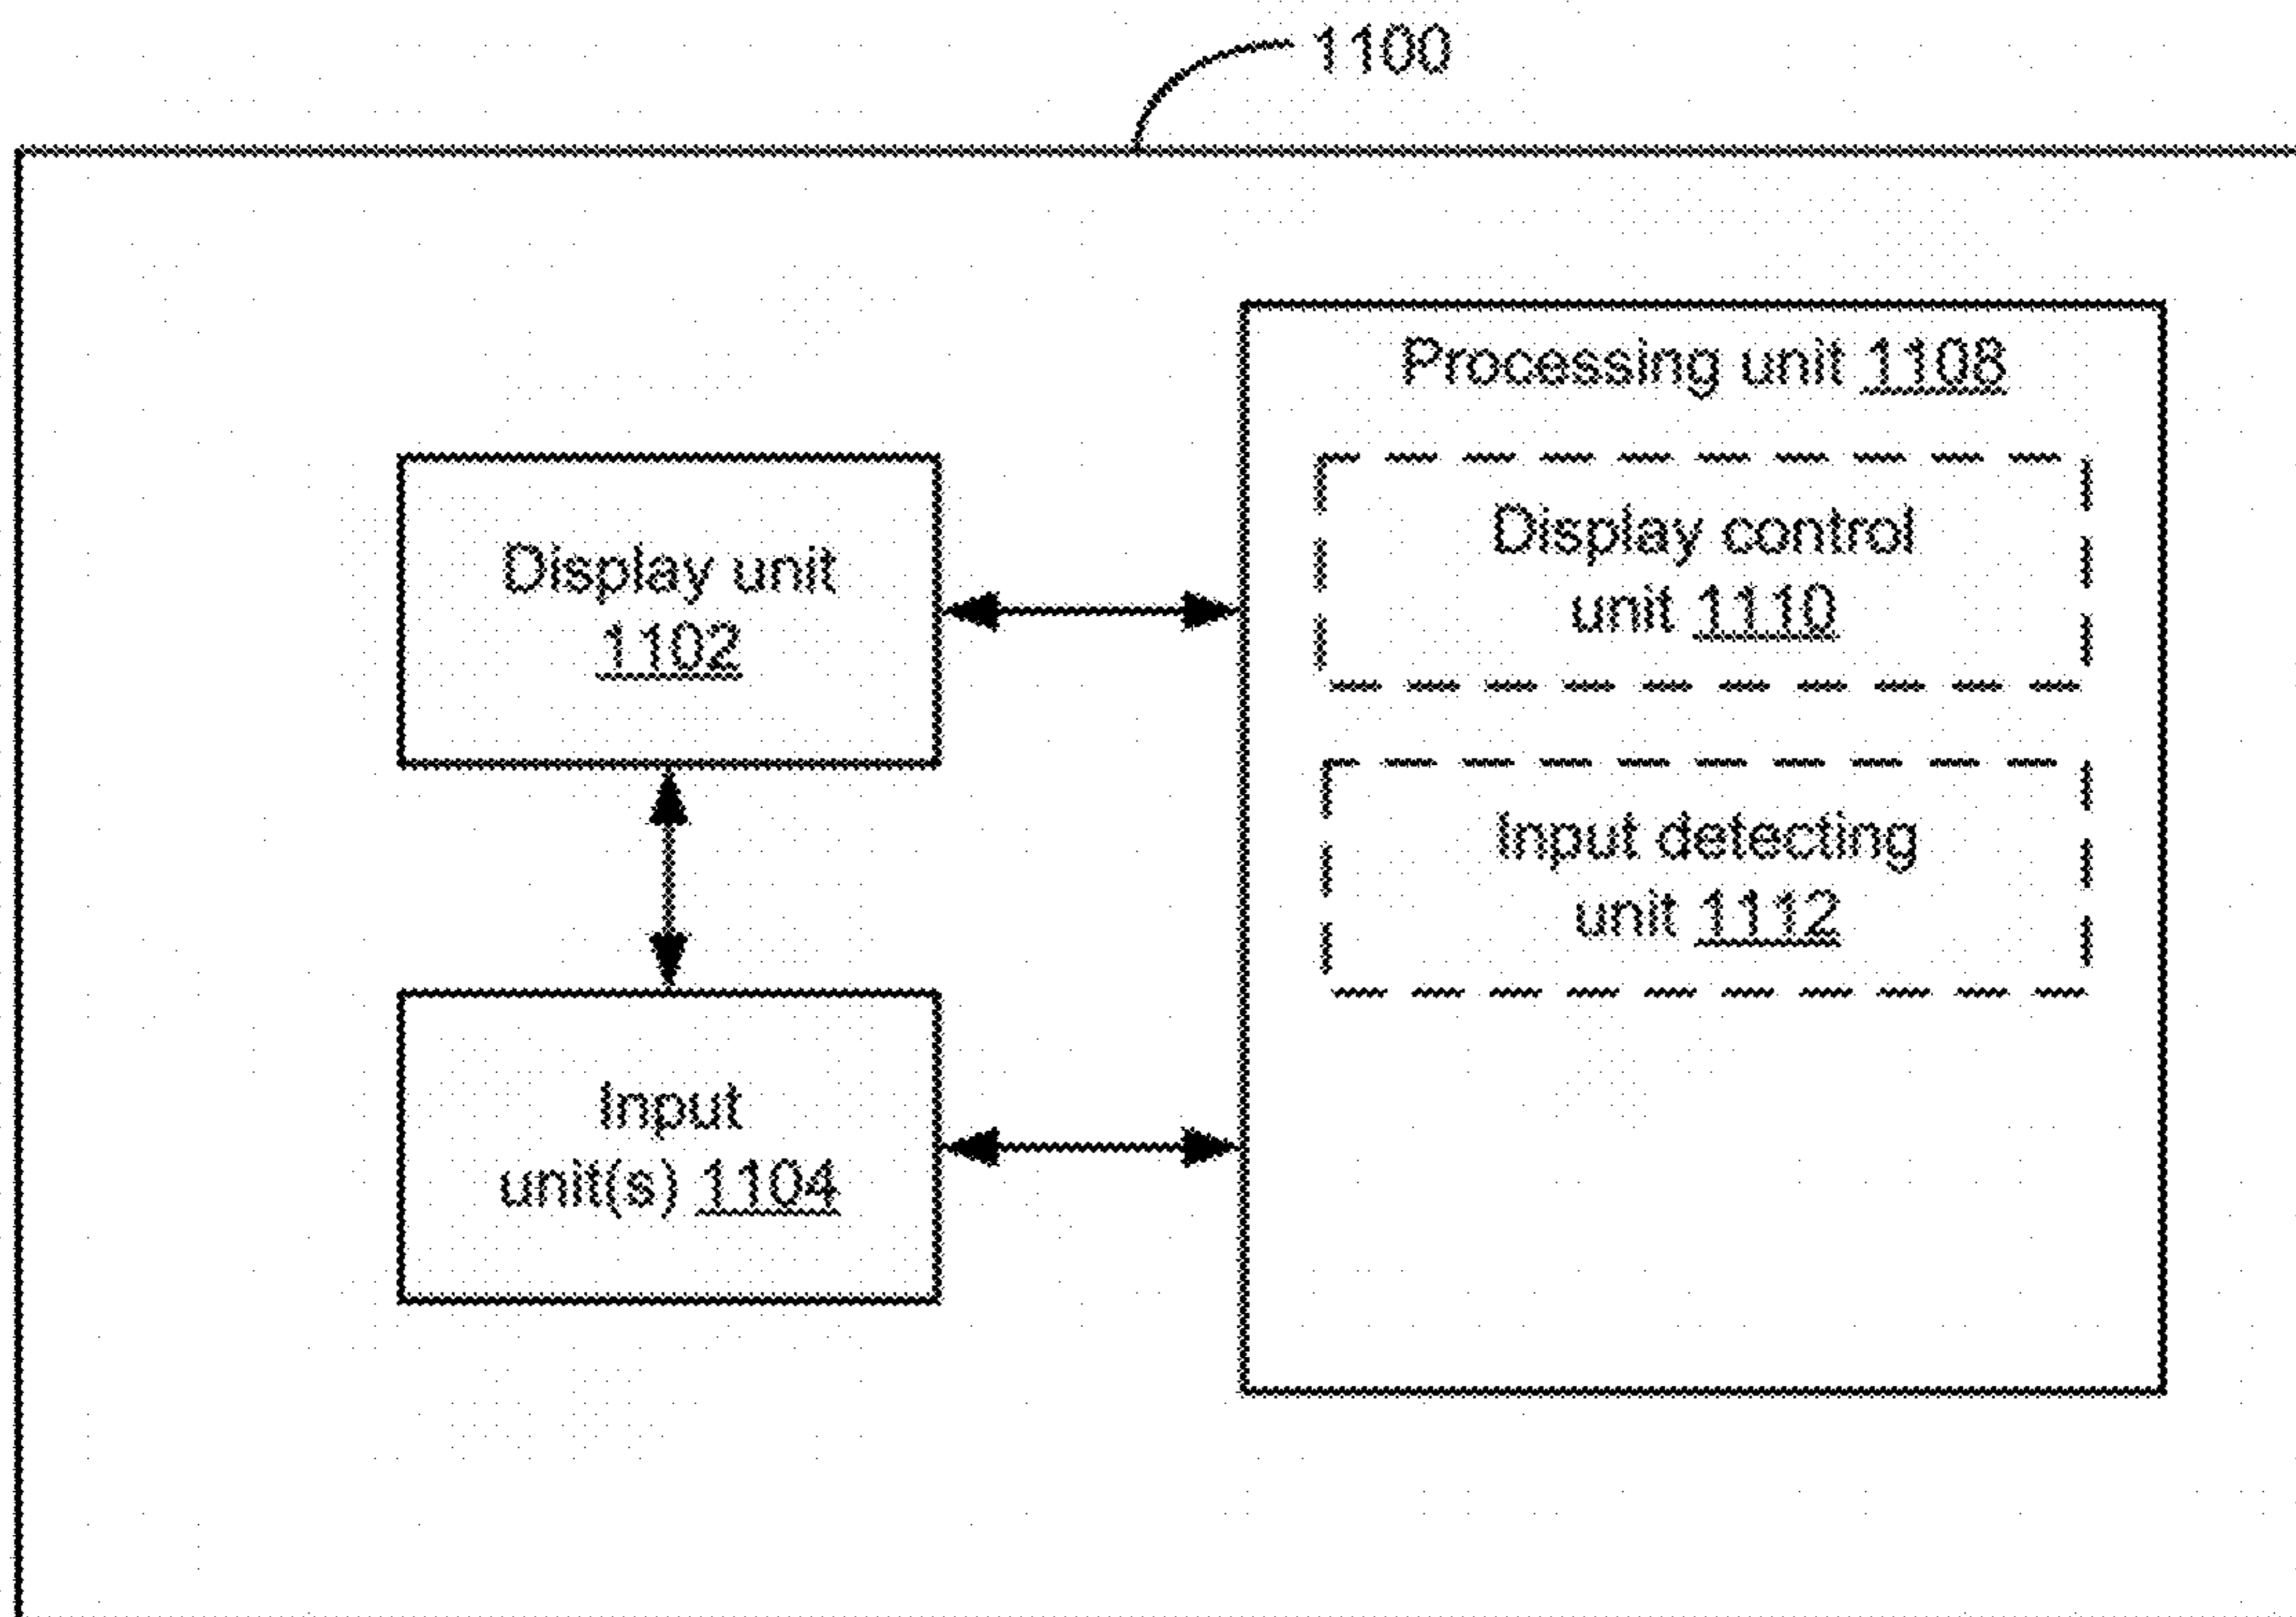 1100
Processing unit 1108
Display control
unit 1110
Display unit
1102
Input detecting
unit 1112
Input
unit(s) 1104